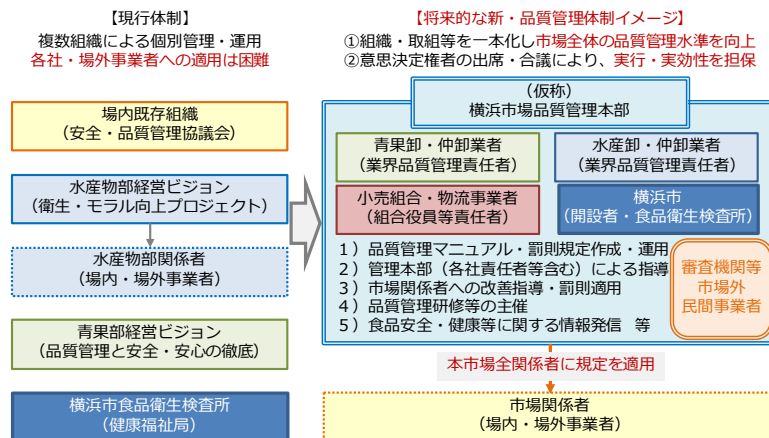 【現行体制】
複数組織による個別管理・運用
各社・場外事業者への適用は困難
場内既存組織
（安全・品質管理協議会）
水産物部経営ビジョン
（衛生・モラル向上プロジェクト）
水産物部関係者
（場内・場外事業者）
青果部経営ビジョン
（品質管理と安全・安心の徹底）
横浜市食品衛生検査所
（健康福祉局）
【将来的な新・品質管理体制イメージ】
①組織・取組等を一本化し市場全体の品質管理水準を向上
②意思決定権者の出席・合議により、実行・実効性を担保
（仮称）
横浜市場品質管理本部
青果卸・仲卸業者
（業界品質管理責任者）
水産卸・仲卸業者
（業界品質管理責任者）
小売組合・物流事業者
（組合役員等責任者）
横浜市
（開設者・食品衛生検査所）
１）品質管理マニュアル・罰則規定作成・運用
２）管理本部（各社責任者等含む）による指導
３）市場関係者への改善指導・罰則適用
４）品質管理研修等の主催
５）食品安全・健康等に関する情報発信　等
審査機関等
市場外
民間事業者
本市場全関係者に規定を適用
市場関係者
（場内・場外事業者）